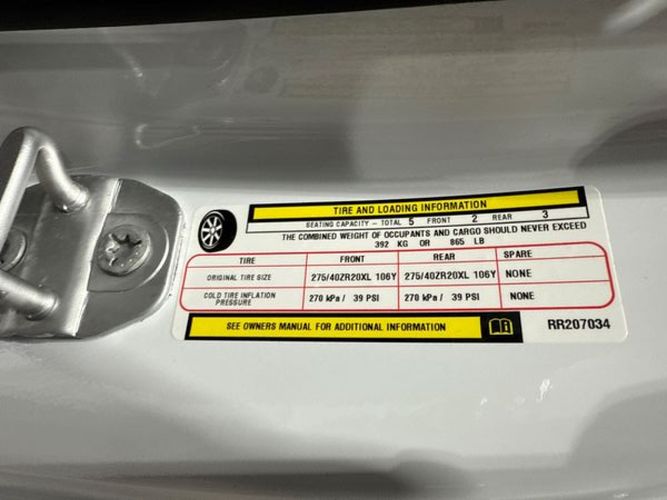 TIRE AND LOADING INFORMATION
SEATING CAPACITY - TOTAL 5 FRONT 2 REAR 3
THE COMBINED WEIGHT OF OCCUPANTS AND CARGO SHOULD NEVER EXCEED
392 KG OR 865 LB
TIRE FRONT REAR SPARE
ORIGINAL TIRE SIZE 275/40ZR20XL 106Y 275/40ZR20XL 106Y NONE
COLD TIRE INFLATION PRESSURE 270 kPa / 39 PSI 270 kPa / 39 PSI NONE
SEE OWNERS MANUAL FOR ADDITIONAL INFORMATION RR207034